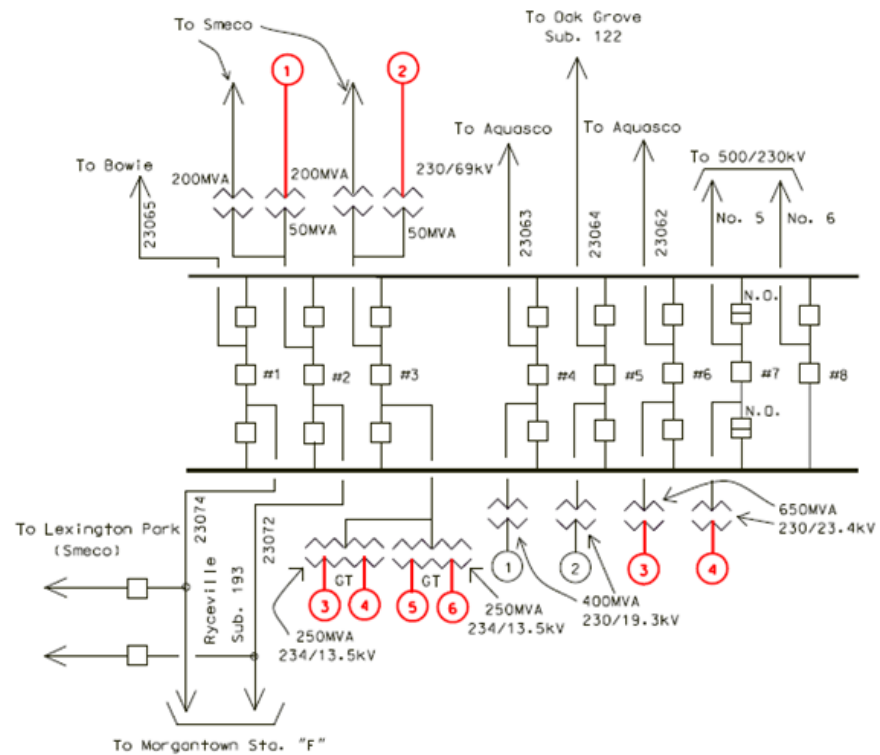 To Oak Grove
Sub. 122
To Smeco
1
2
To Aquasco
To Aquasco
To Bowie
200MVA
200MVA
230/69kV
To 500/230kV
23065
50MVA
50MVA
23063
23064
23062
No. 5
No. 6
N.O.
#1
#2
#3
#4
#5
#6
#7
#8
N.O.
To Lexington Park
(Smeco)
23074
Ryceville
Sub. 193
23072
650MVA
230/23.4kV
1
2
3
4
GT
GT
3
4
5
6
250MVA
234/13.5kV
250MVA
234/13.5kV
400MVA
230/19.3kV
To Morgantown Sta. "F"